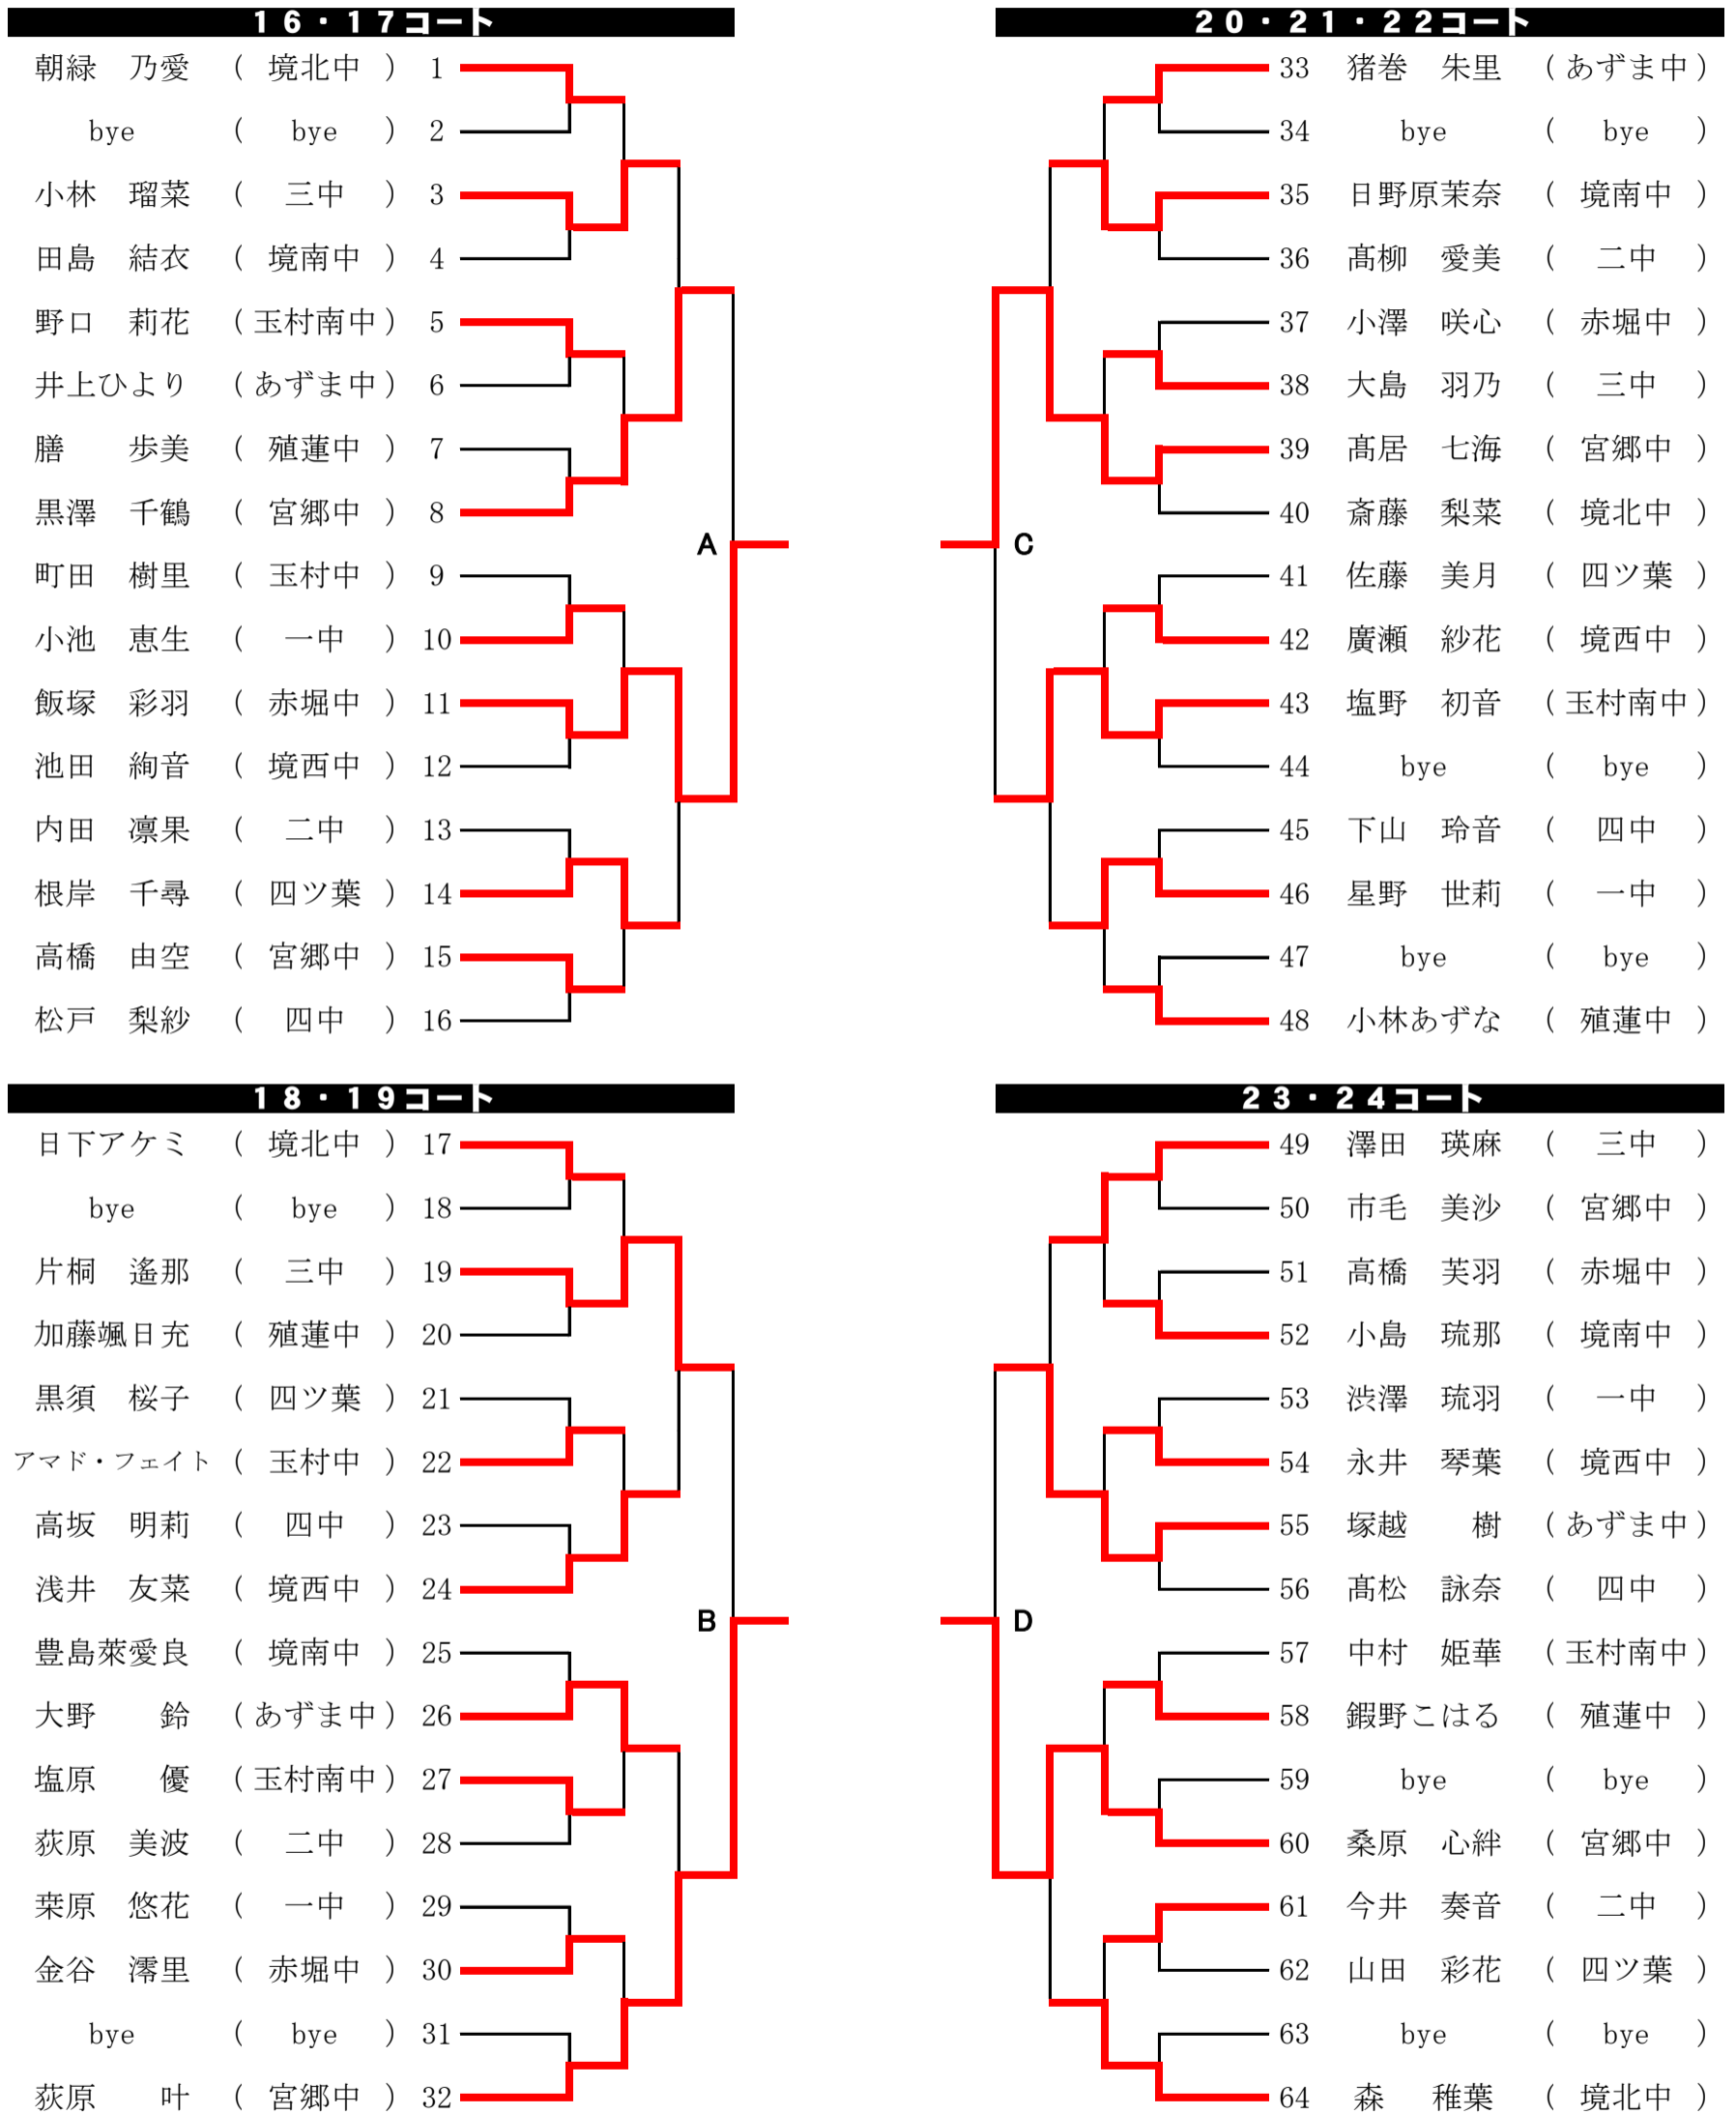 16・17コート
朝緑 乃愛 ( 境北中 ) 1
bye ( bye ) 2
小林 瑠菜 ( 三中 ) 3
田島 結衣 ( 境南中 ) 4
野口 莉花 ( 玉村南中 ) 5
井上ひより ( あずま中 ) 6
膳 歩美 ( 殖蓮中 ) 7
黒澤 千鶴 ( 宮郷中 ) 8
町田 樹里 ( 玉村中 ) 9
小池 恵生 ( 一中 ) 10
飯塚 彩羽 ( 赤堀中 ) 11
池田 絢音 ( 境西中 ) 12
内田 凛果 ( 二中 ) 13
根岸 千尋 ( 四ツ葉 ) 14
高橋 由空 ( 宮郷中 ) 15
松戸 梨紗 ( 四中 ) 16
A
18・19コート
日下アケミ ( 境北中 ) 17
bye ( bye ) 18
片桐 遙那 ( 三中 ) 19
加藤颯日充 ( 殖蓮中 ) 20
黒須 桜子 ( 四ツ葉 ) 21
アマド・フェイト ( 玉村中 ) 22
高坂 明莉 ( 四中 ) 23
浅井 友菜 ( 境西中 ) 24
豊島萊愛良 ( 境南中 ) 25
大野 鈴 ( あずま中 ) 26
塩原 優 ( 玉村南中 ) 27
荻原 美波 ( 二中 ) 28
桒原 悠花 ( 一中 ) 29
金谷 澪里 ( 赤堀中 ) 30
bye ( bye ) 31
荻原 叶 ( 宮郷中 ) 32
B
20・21・22コート
33 猪巻 朱里 ( あずま中 )
34 bye ( bye )
35 日野原茉奈 ( 境南中 )
36 髙柳 愛美 ( 二中 )
37 小澤 咲心 ( 赤堀中 )
38 大島 羽乃 ( 三中 )
39 髙居 七海 ( 宮郷中 )
40 斎藤 梨菜 ( 境北中 )
41 佐藤 美月 ( 四ツ葉 )
42 廣瀬 紗花 ( 境西中 )
43 塩野 初音 ( 玉村南中 )
44 bye ( bye )
45 下山 玲音 ( 四中 )
46 星野 世莉 ( 一中 )
47 bye ( bye )
48 小林あずな ( 殖蓮中 )
C
23・24コート
49 澤田 瑛麻 ( 三中 )
50 市毛 美沙 ( 宮郷中 )
51 高橋 芙羽 ( 赤堀中 )
52 小島 琉那 ( 境南中 )
53 渋澤 琉羽 ( 一中 )
54 永井 琴葉 ( 境西中 )
55 塚越 樹 ( あずま中 )
56 髙松 詠奈 ( 四中 )
57 中村 姫華 ( 玉村南中 )
58 鍜野こはる ( 殖蓮中 )
59 bye ( bye )
60 桑原 心絆 ( 宮郷中 )
61 今井 奏音 ( 二中 )
62 山田 彩花 ( 四ツ葉 )
63 bye ( bye )
64 森 稚葉 ( 境北中 )
D